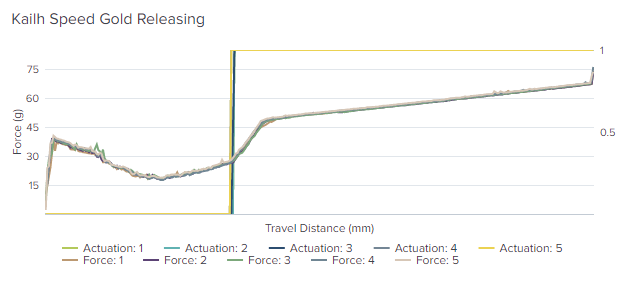 Kailh Speed Gold Releasing
1
75
60
45
0.5
30
15
Force (g)
Travel Distance (mm)
Actuation: 1 Actuation: 2 Actuation: 3 Actuation: 4 Actuation: 5
Force: 1 Force: 2 Force: 3 Force: 4 Force: 5